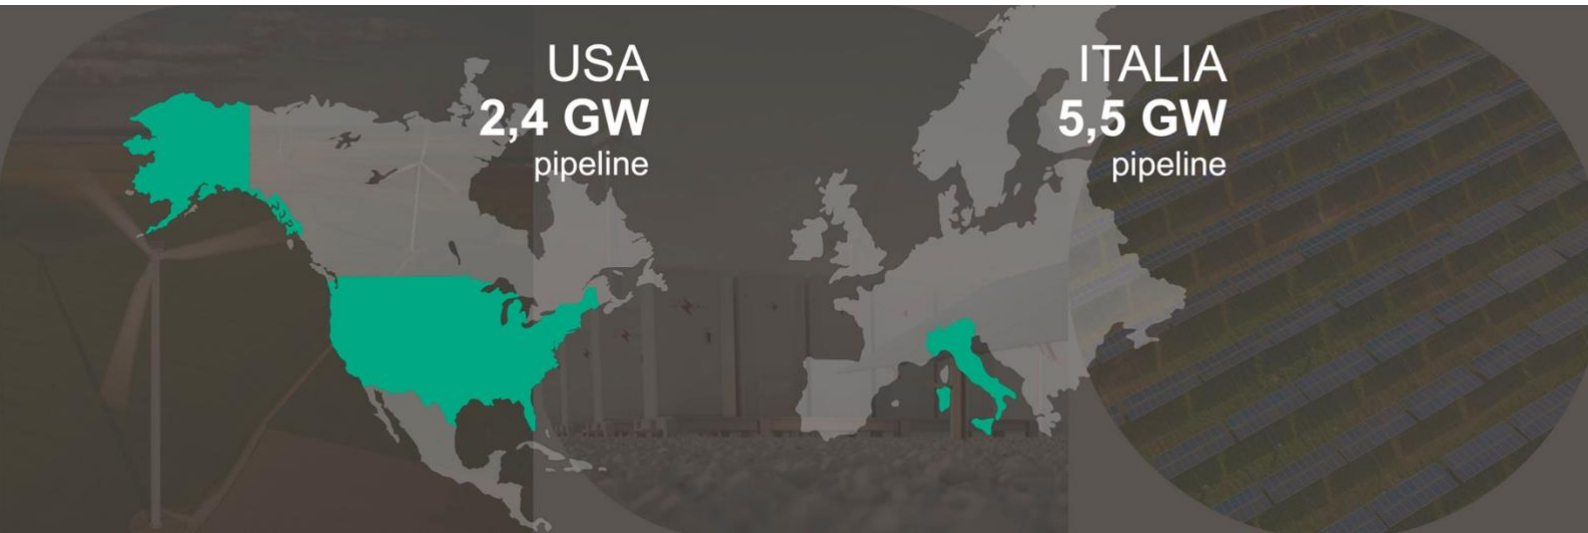 USA
2,4 GW
pipeline
ITALIA
5,5 GW
pipeline